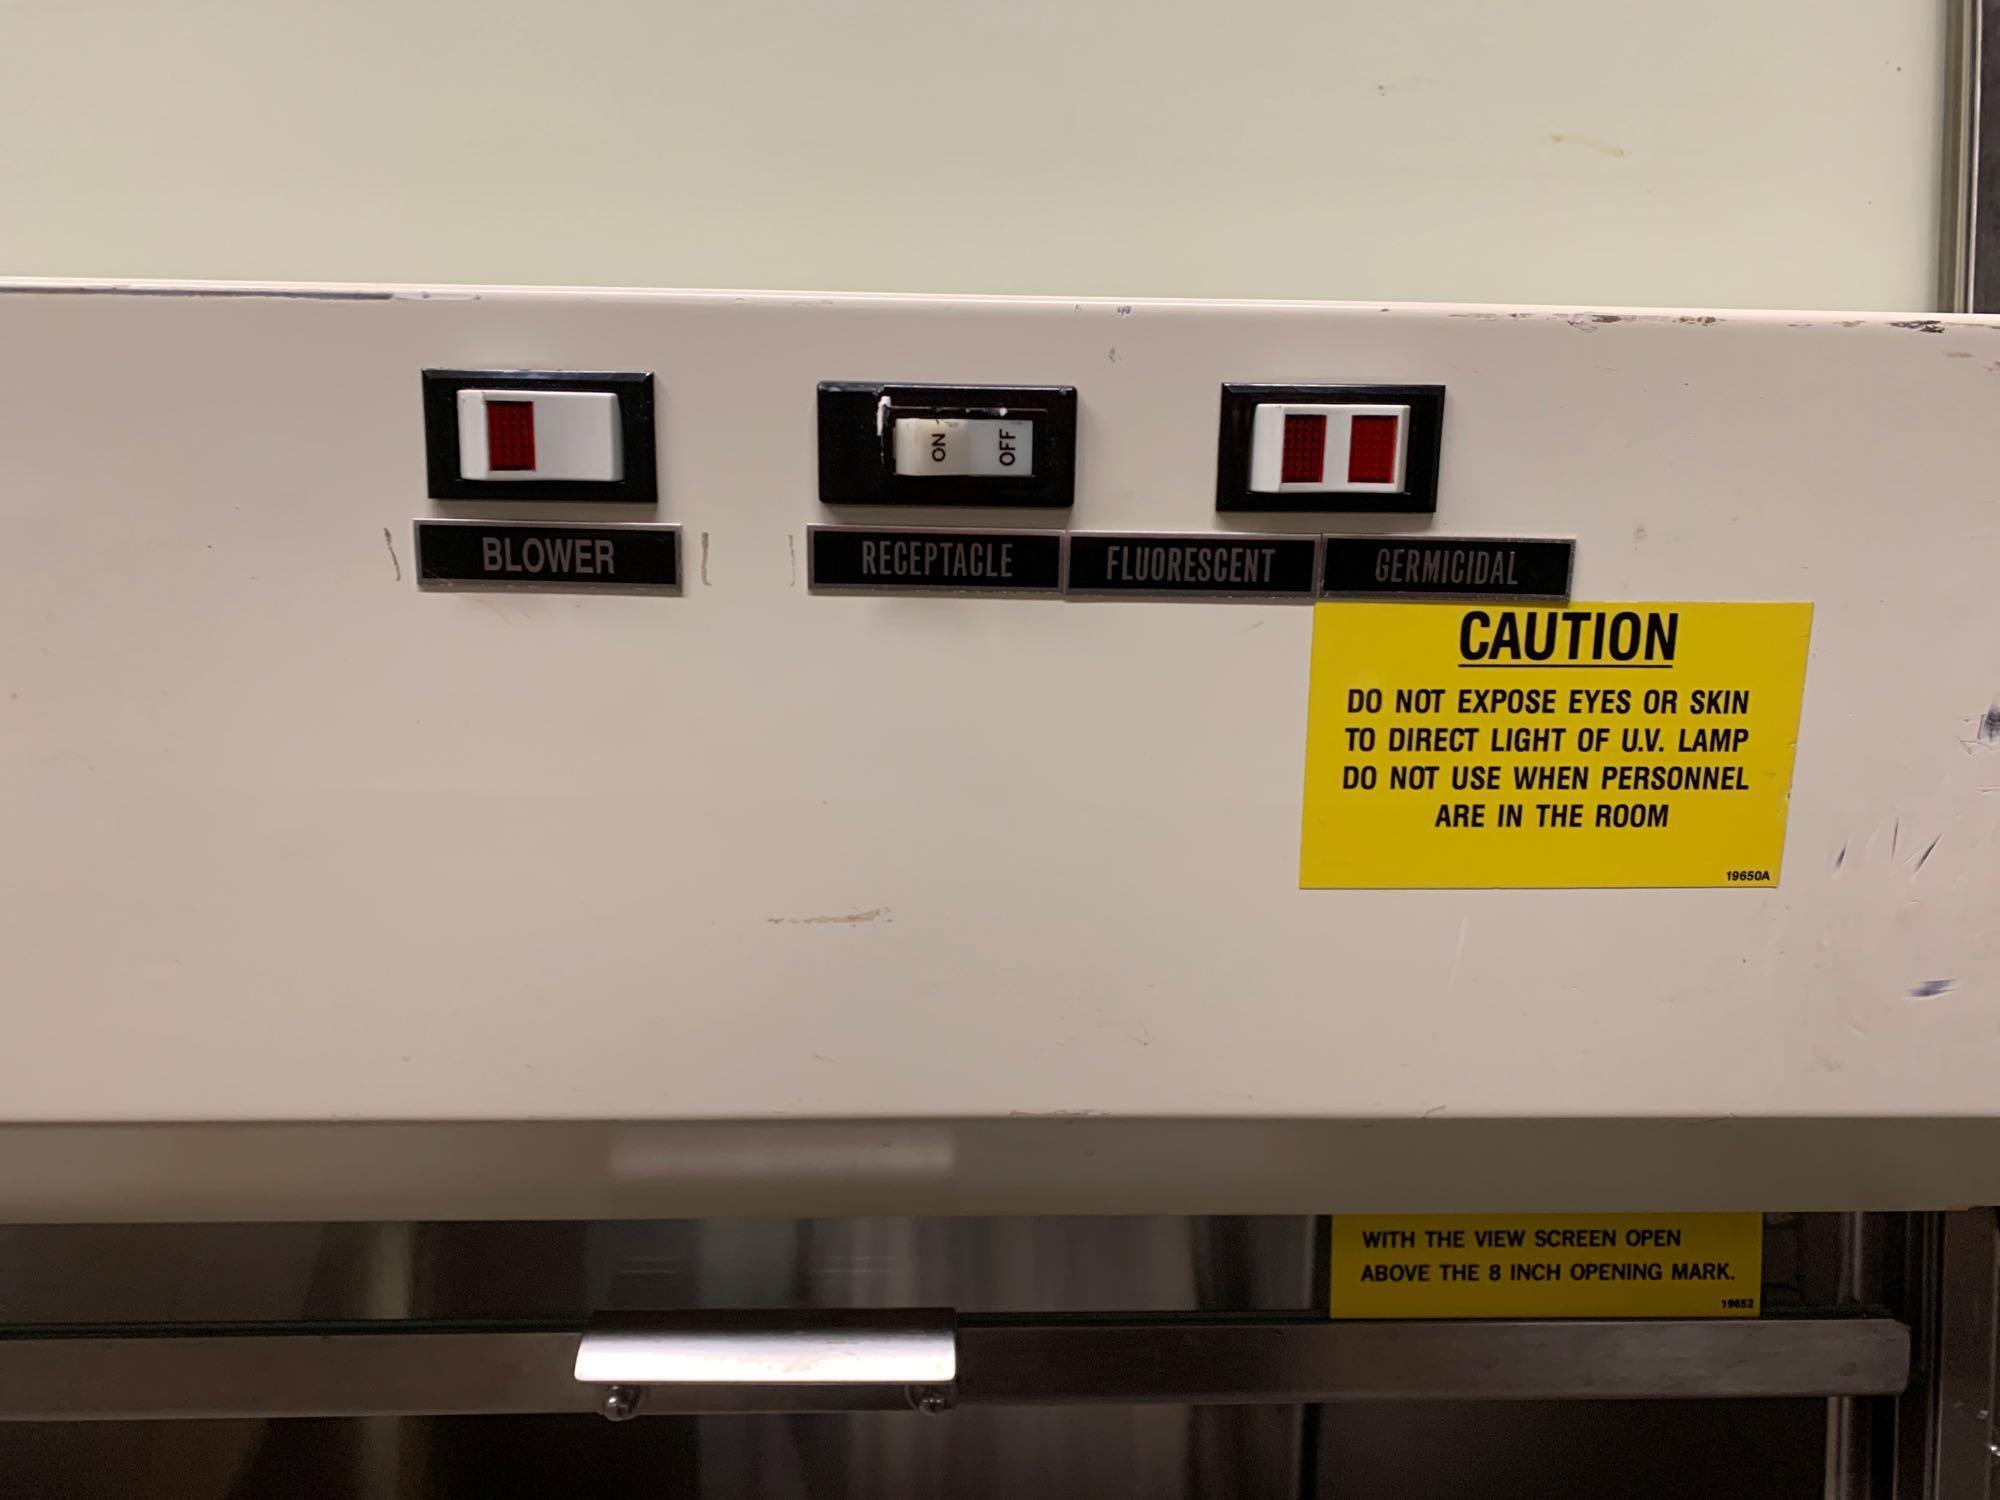 ON
OFF
BLOWER
RECEPTACLE
FLUORESCENT
GERMICIDAL
CAUTION
DO NOT EXPOSE EYES OR SKIN
TO DIRECT LIGHT OF U.V. LAMP
DO NOT USE WHEN PERSONNEL
ARE IN THE ROOM
19650A
WITH THE VIEW SCREEN OPEN
ABOVE THE 8 INCH OPENING MARK.
19652